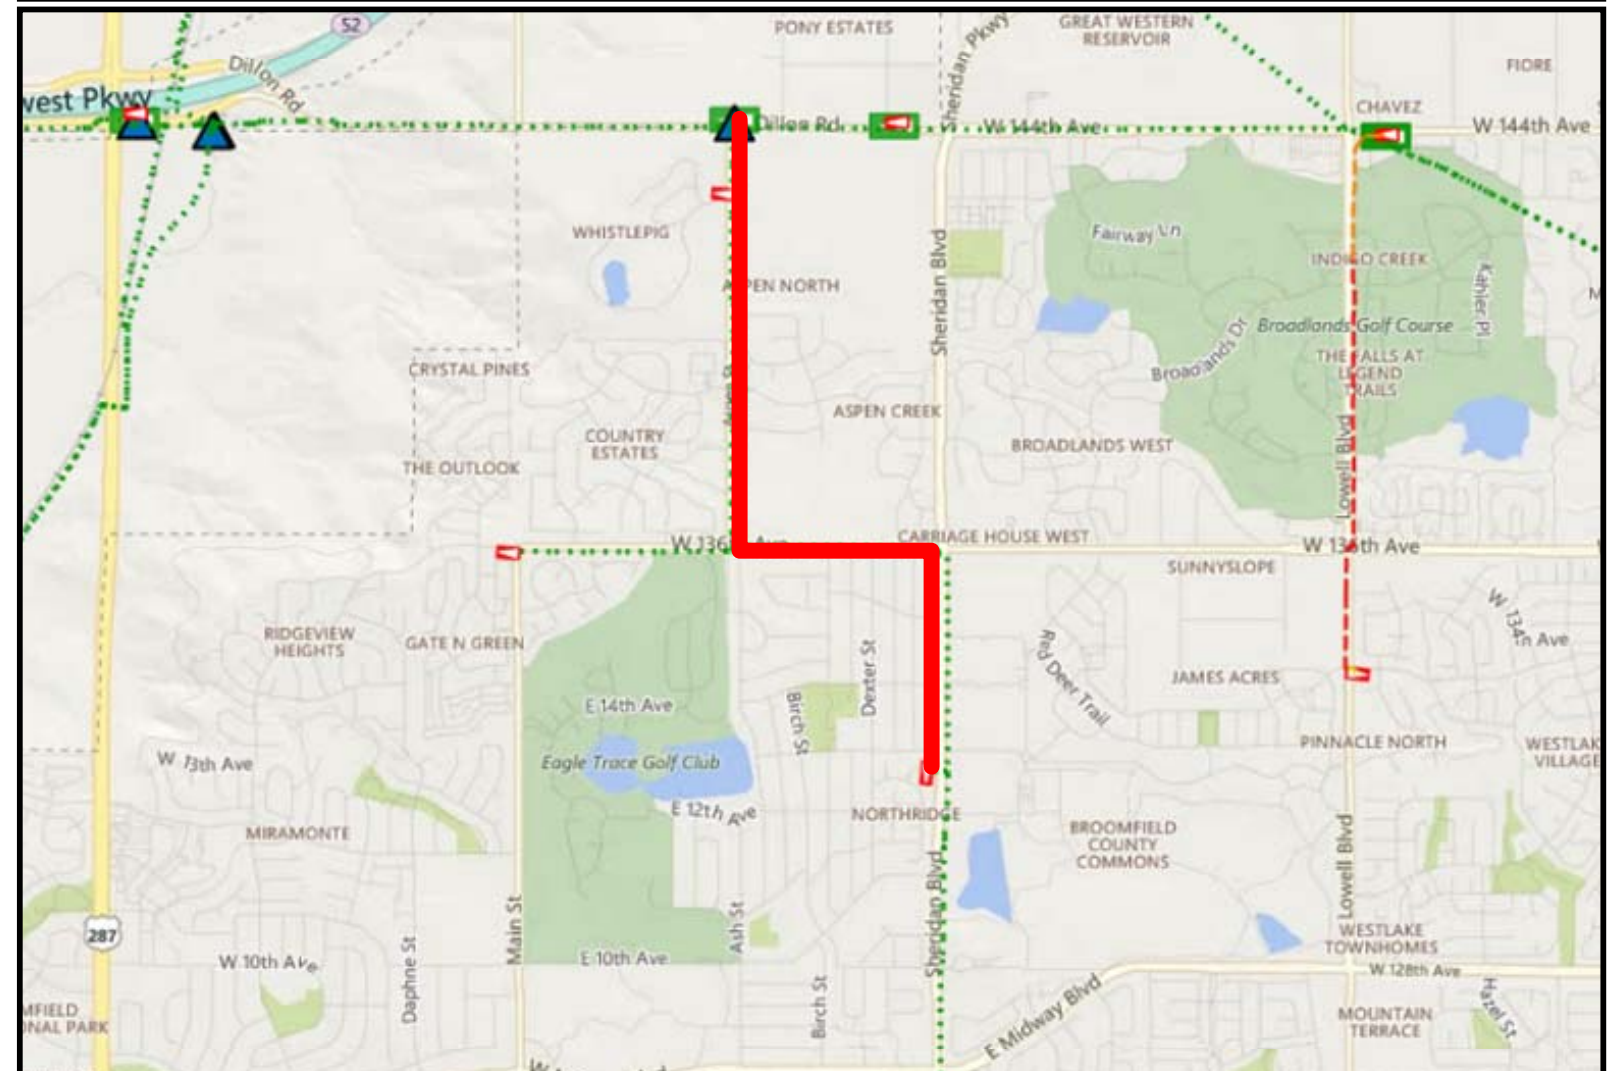 PONY ESTATES
GREAT WESTERN
RESERVOIR
52
Sheridan Pkwy
FIORE
Dillon Rd
west Pkwy
CHAVEZ
Dillon Rd
W 144th Ave
W 144th Ave
WHISTLEPIG
Fairway Ln
Sheridan Blvd
INDIGO CREEK
Kahler Pl
Broadlands Golf Course
Broadlands Dr
THE FALLS AT
LEGEND
TRAILS
CRYSTAL PINES
ASPEN CREEK
COUNTRY
ESTATES
BROADLANDS WEST
THE OUTLOOK
Lowell Blvd
CARRIAGE HOUSE WEST
SUNNYSLOPE
W 134th Ave
RIDGEVIEW
HEIGHTS
GATE N GREEN
Dexter St
Red Deer Trail
JAMES ACRES
E 14th Ave
Birch St
PINNACLE NORTH
WESTLAK
VILLAGE
W 13th Ave
Eagle Trace Golf Club
E 12th Ave
NORTHRIDGE
MIRAMONTE
BROOMFIELD
COUNTY
COMMONS
Lowell Blvd
Sheridan Blvd
287
Main St
Ash St
WESTLAKE
TOWNHOMES
W 10th Ave
E 10th Ave
W 128th Ave
Daphne St
Birch St
E Midway Blvd
Hazel St
MFIELD
NAL PARK
MOUNTAIN
TERRACE